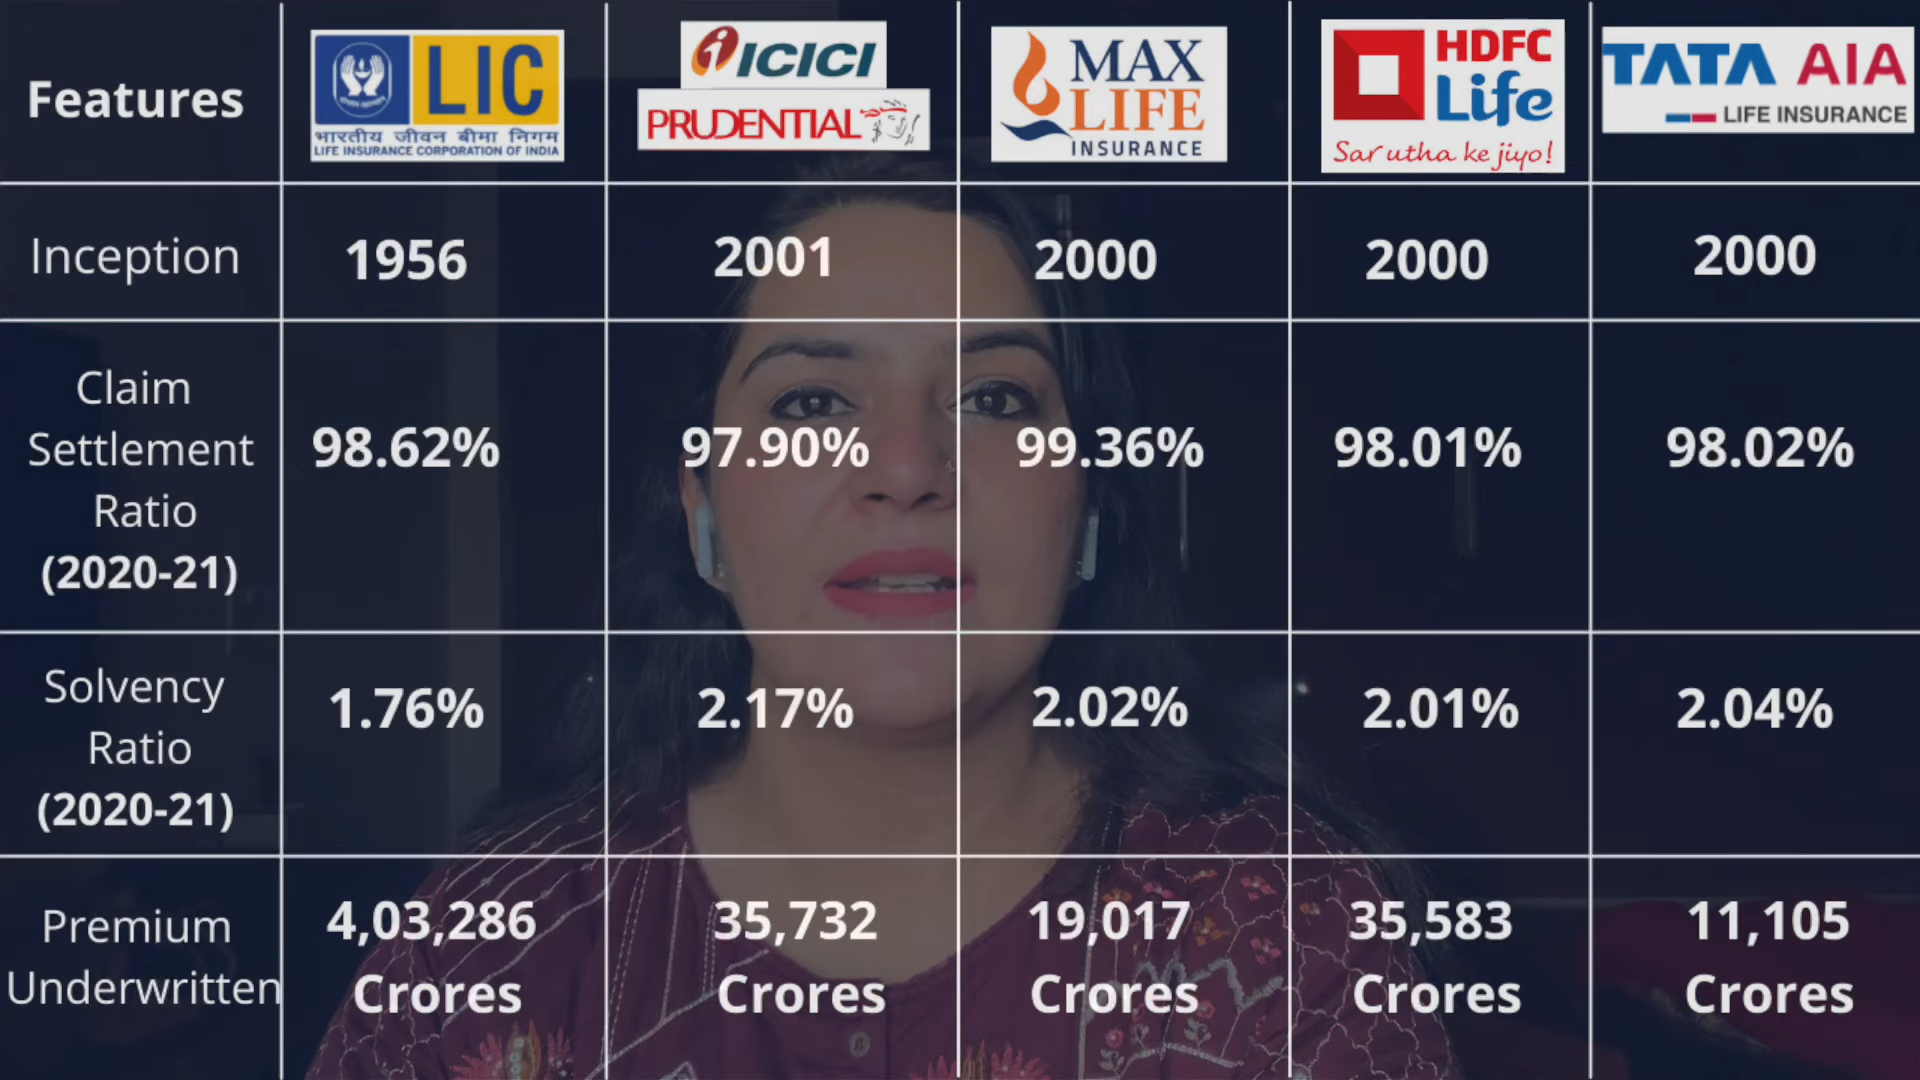 Features
LIC
भारतीय जीवन बीमा निगम
LIFE INSURANCE CORPORATION OF INDIA
ICICI
PRUDENTIAL
MAX
LIFE
INSURANCE
HDFC
Life
Sar utha ke jiyo!
TATA AIA
LIFE INSURANCE
Inception
1956
2001
2000
2000
2000
Claim
Settlement
Ratio
(2020-21)
98.62%
97.90%
99.36%
98.01%
98.02%
Solvency
Ratio
(2020-21)
1.76%
2.17%
2.02%
2.01%
2.04%
Premium
Underwritten
4,03,286
Crores
35,732
Crores
19,017
Crores
35,583
Crores
11,105
Crores